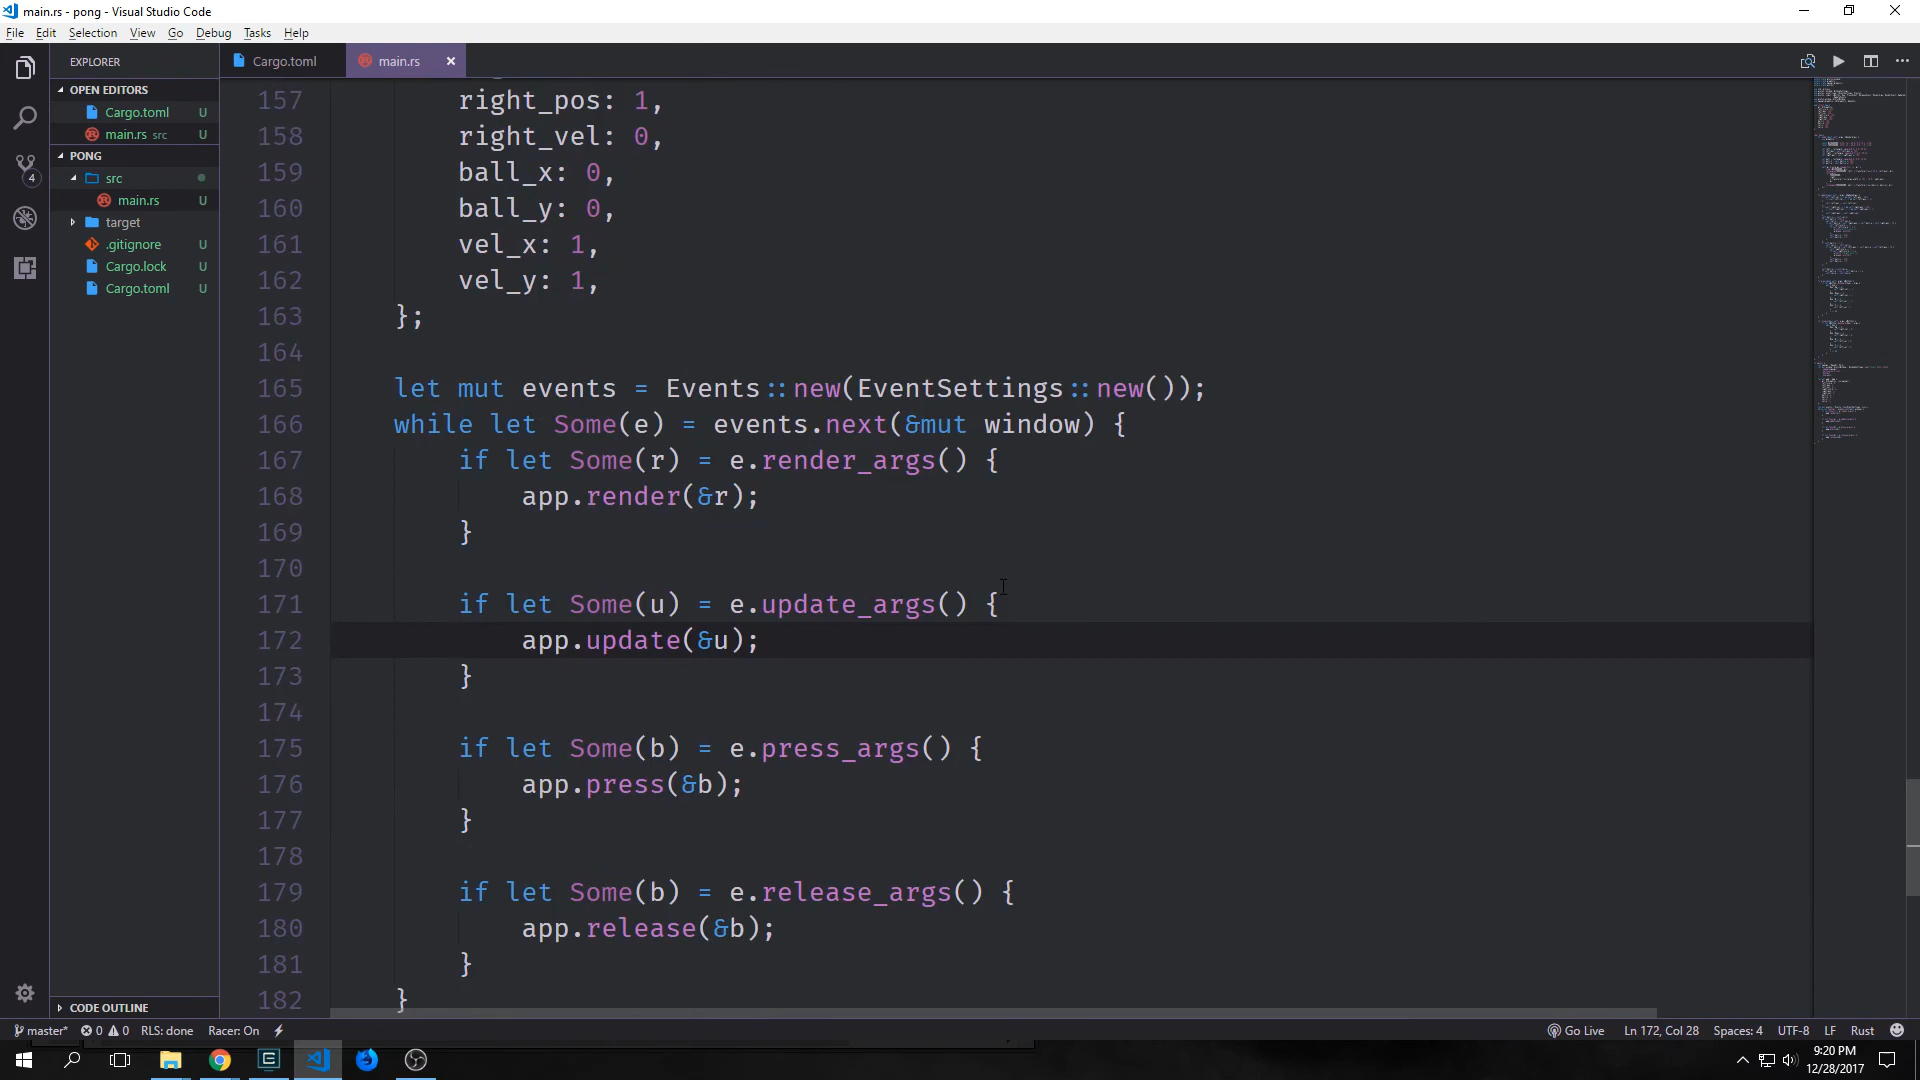 main.rs - pong - Visual Studio Code
File Edit Selection View Go Debug Tasks Help
EXPLORER
Cargo.toml
main.rs
OPEN EDITORS
Cargo.toml U
main.rs src U
PONG
src
main.rs U
target
.gitignore U
Cargo.lock U
Cargo.toml U
4
157 right_pos: 1,
158 right_vel: 0,
159 ball_x: 0,
160 ball_y: 0,
161 vel_x: 1,
162 vel_y: 1,
163 };
164
165 let mut events = Events::new(EventSettings::new());
166 while let Some(e) = events.next(&mut window) {
167 if let Some(r) = e.render_args() {
168 app.render(&r);
169 }
170
171 if let Some(u) = e.update_args() {
172 app.update(&u);
173 }
174
175 if let Some(b) = e.press_args() {
176 app.press(&b);
177 }
178
179 if let Some(b) = e.release_args() {
180 app.release(&b);
181 }
182 }
CODE OUTLINE
master* 0 0 RLS: done Racer: On Go Live Ln 172, Col 28 Spaces: 4 UTF-8 LF Rust
9:20 PM
12/28/2017